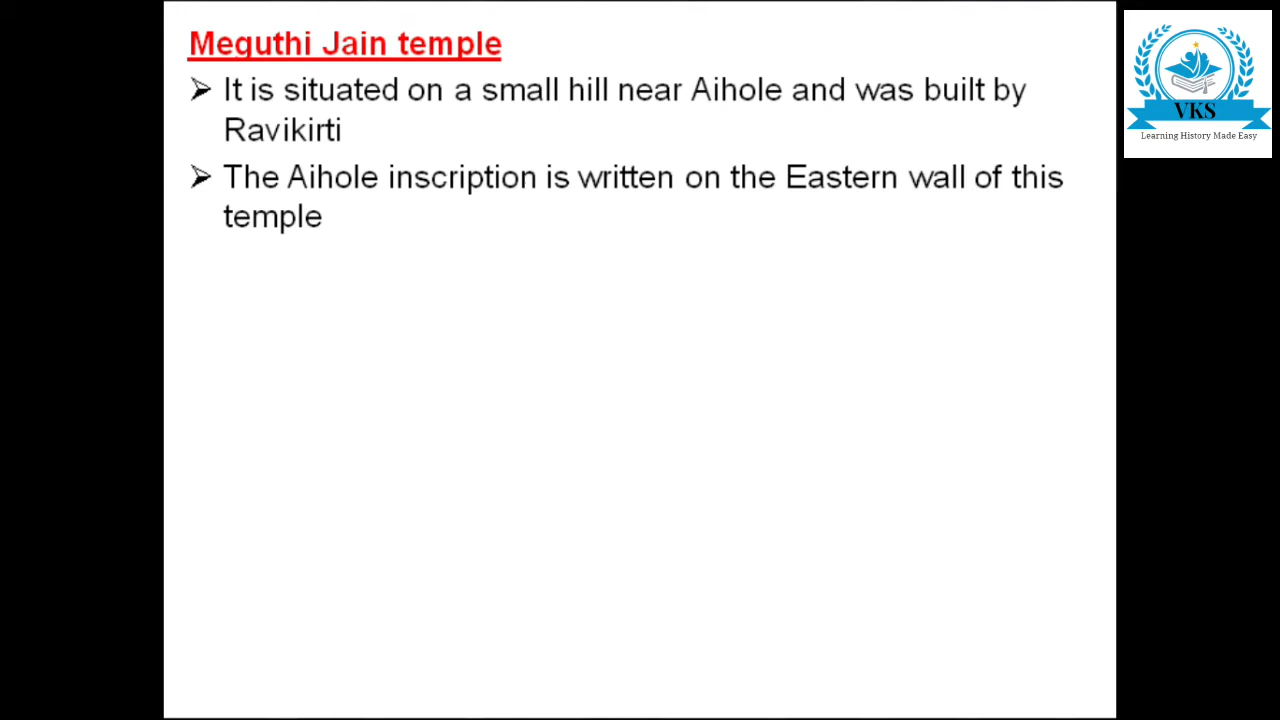 Meguthi Jain temple
➢ It is situated on a small hill near Aihole and was built by
Ravikirti
➢ The Aihole inscription is written on the Eastern wall of this
temple
VKS
Learning History Made Easy